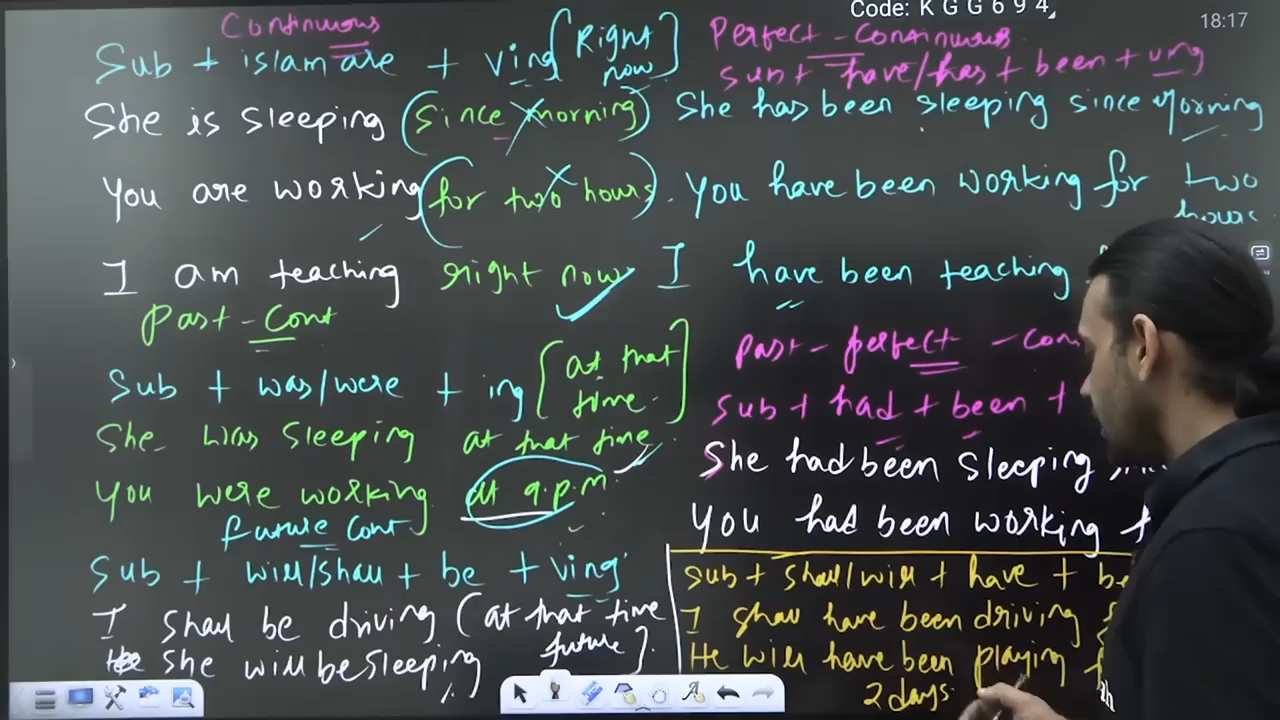 Code: K G G 6 9 4
18:17
Continuous
Sub + is/am are + ving [Right now]
She is sleeping (since morning)
You are working (for two hours)
I am teaching right now
Past - Cont
Sub + was/were + ing [at that time.]
She was sleeping at that time.
You were working at 9.p.m.
future cont
Sub + will/shall + be + ving
I shall be driving (at that time future].
She will be sleeping
Perfect - continuous
sub + have/has + been + ving
She has been sleeping since morning
You have been working for two hours
I have been teaching
Past - perfect - con
sub + had + been +
She had been sleeping
You had been working
sub + shall/will + have + be
I shall have been driving
He will have been playing
2 days.